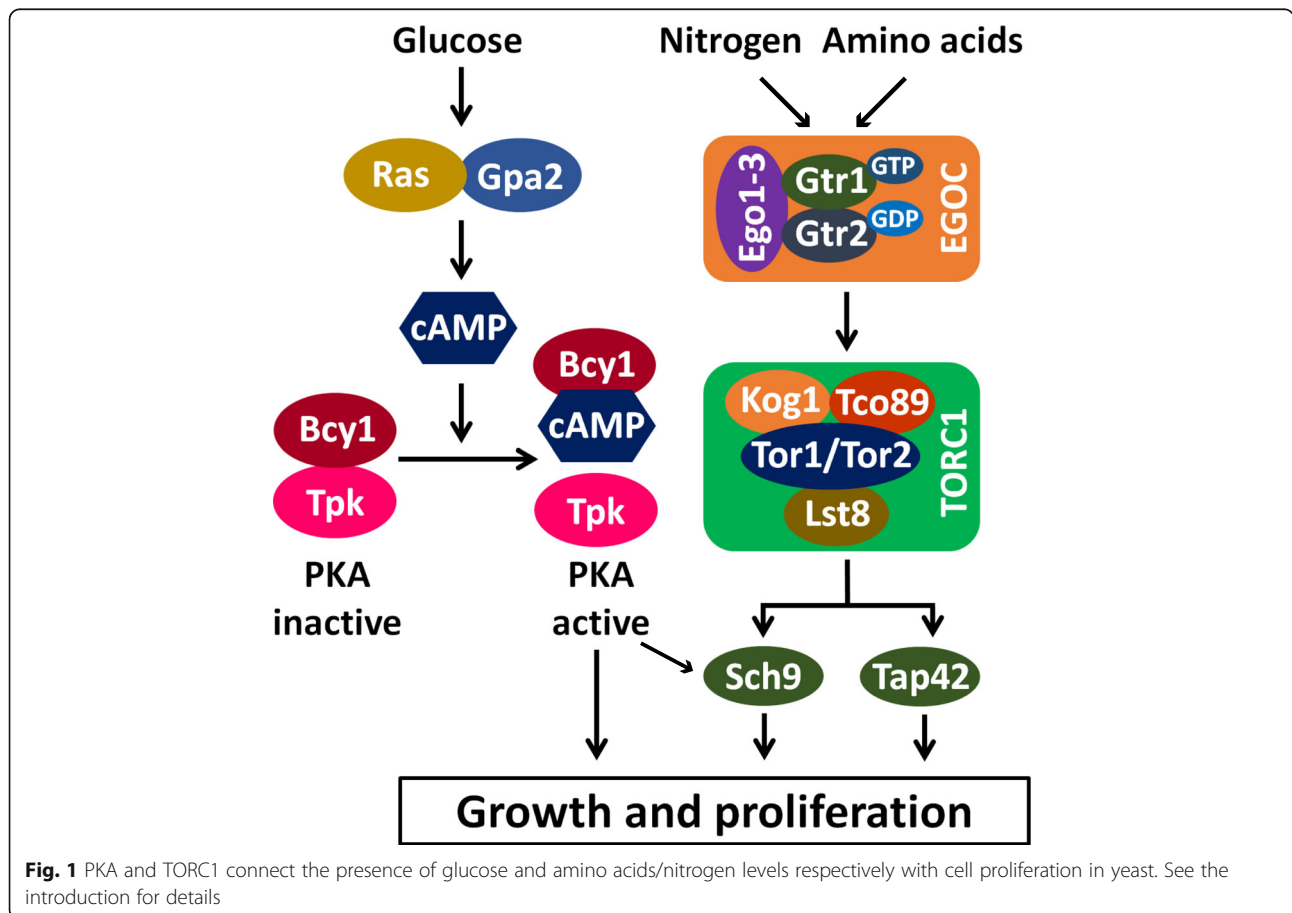 Glucose
Nitrogen Amino acids
Ras
Gpa2
Ego1-3
Gtr1
GTP
Gtr2
GDP
EGOC
cAMP
Bcy1
cAMP
Tpk
Bcy1
Tpk
PKA
inactive
PKA
active
Kog1
Tco89
Tor1/Tor2
Lst8
TORC1
Sch9
Tap42
Growth and proliferation
Fig. 1 PKA and TORC1 connect the presence of glucose and amino acids/nitrogen levels respectively with cell proliferation in yeast. See the
introduction for details